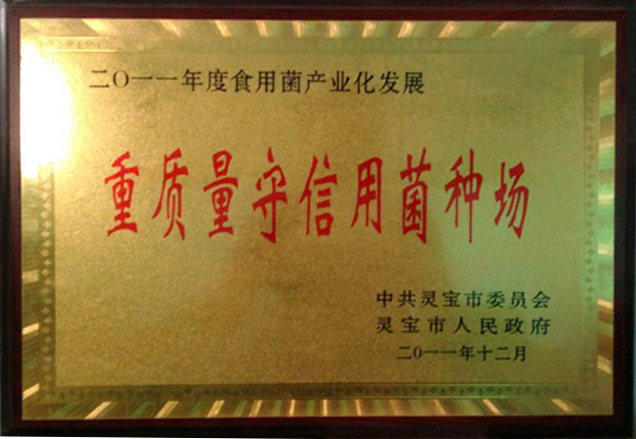 二〇一一年度食用菌产业化发展
重质量守信用菌种场
中共灵宝市委员会
灵宝市人民政府
二〇一一年十二月